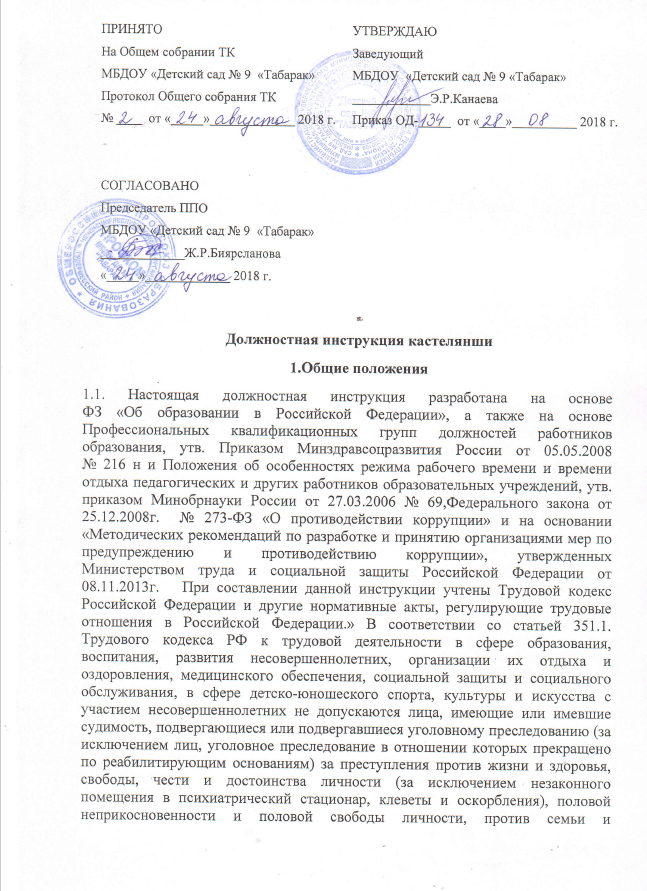 ПРИНЯТО
На Общем собрании ТК
МБДОУ «Детский сад № 9 «Табарак»
Протокол Общего собрания ТК
№ 2 от «24» августа 2018 г.
УТВЕРЖДАЮ
Заведующий
МБДОУ «Детский сад № 9 «Табарак»
Э.Р.Канаева
Приказ ОД-134 от «28» 08 2018 г.
СОГЛАСОВАНО
Председатель ППО
МБДОУ «Детский сад № 9 «Табарак»
Ж.Р.Биярсланова
«24» августа 2018 г.
Должностная инструкция кастелянши
1.Общие положения
1.1. Настоящая должностная инструкция разработана на основе
ФЗ «Об образовании в Российской Федерации», а также на основе
Профессиональных квалификационных групп должностей работников
образования, утв. Приказом Минздравсоцразвития России от 05.05.2008
№ 216 н и Положения об особенностях режима рабочего времени и времени
отдыха педагогических и других работников образовательных учреждений, утв.
приказом Минобрнауки России от 27.03.2006 № 69,Федерального закона от
25.12.2008г. № 273-ФЗ «О противодействии коррупции» и на основании
«Методических рекомендаций по разработке и принятию организациями мер по
предупреждению и противодействию коррупции», утвержденных
Министерством труда и социальной защиты Российской Федерации от
08.11.2013г. При составлении данной инструкции учтены Трудовой кодекс
Российской Федерации и другие нормативные акты, регулирующие трудовые
отношения в Российской Федерации.» В соответствии со статьей 351.1.
Трудового кодекса РФ к трудовой деятельности в сфере образования,
воспитания, развития несовершеннолетних, организации их отдыха и
оздоровления, медицинского обеспечения, социальной защиты и социального
обслуживания, в сфере детско-юношеского спорта, культуры и искусства с
участием несовершеннолетних не допускаются лица, имеющие или имевшие
судимость, подвергающиеся или подвергавшиеся уголовному преследованию (за
исключением лиц, уголовное преследование в отношении которых прекращено
по реабилитирующим основаниям) за преступления против жизни и здоровья,
свободы, чести и достоинства личности (за исключением незаконного
помещения в психиатрический стационар, клеветы и оскорбления), половой
неприкосновенности и половой свободы личности, против семьи и